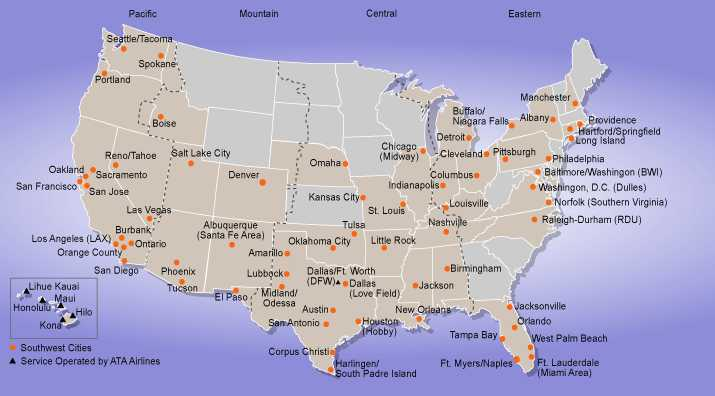 Pacific
Mountain
Central
Eastern
Seattle/Tacoma
Spokane
Portland
Boise
Manchester
Buffalo/
Niagara Falls
Albany
Providence
Hartford/Springfield
Long Island
Detroit
Chicago
(Midway)
Cleveland
Pittsburgh
Philadelphia
Reno/Tahoe
Salt Lake City
Omaha
Oakland
Sacramento
San Francisco
San Jose
Denver
Indianapolis
Columbus
Baltimore/Washington (BWI)
Washington, D.C. (Dulles)
Kansas City
St. Louis
Louisville
Norfolk (Southern Virginia)
Las Vegas
Raleigh-Durham (RDU)
Burbank
Albuquerque
(Santa Fe Area)
Tulsa
Nashville
Los Angeles (LAX)
Ontario
Orange County
Amarillo
Oklahoma City
Little Rock
San Diego
Phoenix
Tucson
Lubbock
Dallas/Ft. Worth
(DFW)
Dallas
(Love Field)
Birmingham
Jackson
El Paso
Midland/
Odessa
Lihue Kauai
Maui
Honolulu
Hilo
Kona
Austin
San Antonio
Houston
(Hobby)
New Orleans
Jacksonville
Orlando
Tampa Bay
West Palm Beach
Corpus Christi
Harlingen/
South Padre Island
Ft. Myers/Naples
Ft. Lauderdale
(Miami Area)
Southwest Cities
Service Operated by ATA Airlines